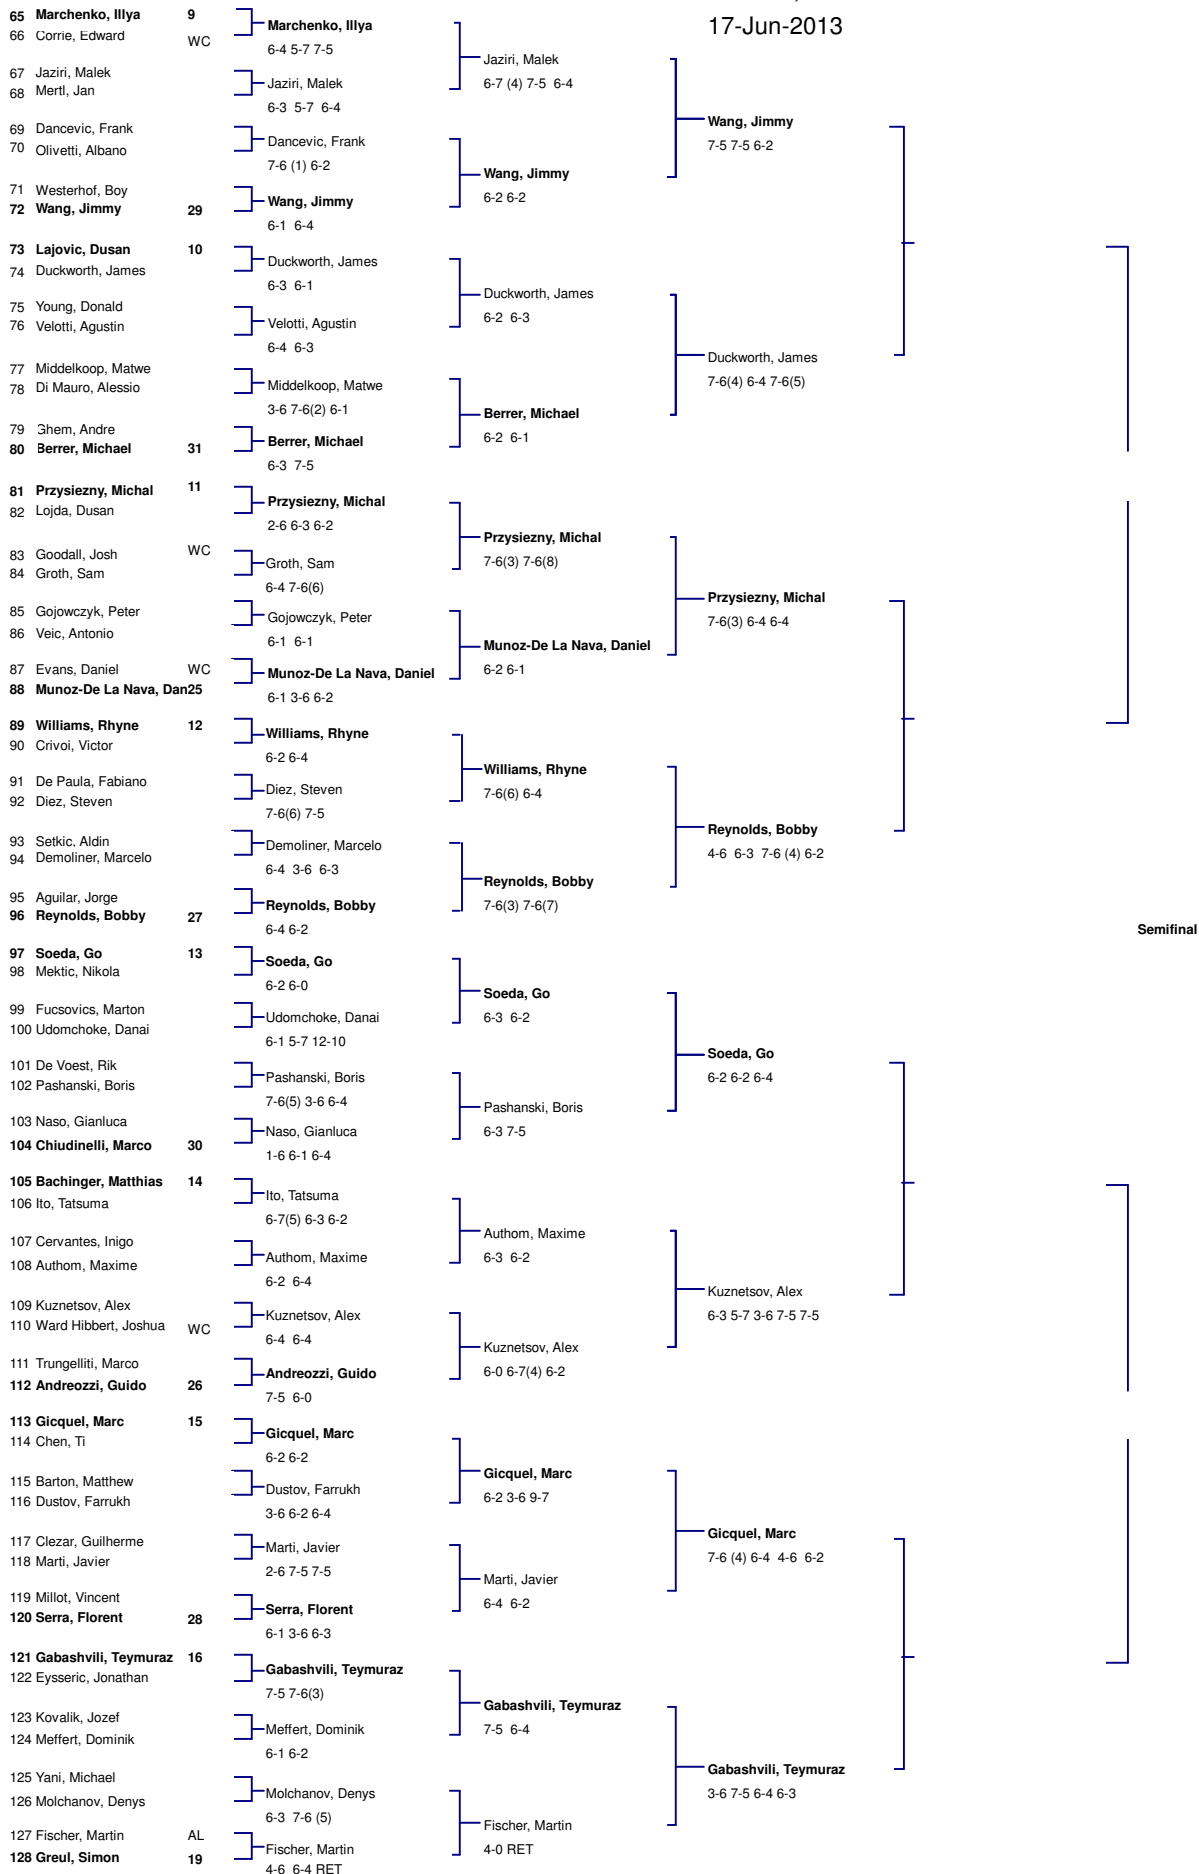 17-Jun-2013
65 Marchenko, Illya 9
66 Corrie, Edward WC
67 Jaziri, Malek
68 Mertl, Jan
69 Dancevic, Frank
70 Olivetti, Albano
71 Westerhof, Boy
72 Wang, Jimmy 29
73 Lajovic, Dusan 10
74 Duckworth, James
75 Young, Donald
76 Velotti, Agustin
77 Middelkoop, Matwe
78 Di Mauro, Alessio
79 Ghem, Andre
80 Berrer, Michael 31
81 Przysiezny, Michal 11
82 Lojda, Dusan
83 Goodall, Josh WC
84 Groth, Sam
85 Gojowczyk, Peter
86 Veic, Antonio
87 Evans, Daniel WC
88 Munoz-De La Nava, Dan25
89 Williams, Rhyne 12
90 Crivoi, Victor
91 De Paula, Fabiano
92 Diez, Steven
93 Setkic, Aldin
94 Demoliner, Marcelo
95 Aguilar, Jorge
96 Reynolds, Bobby 27
97 Soeda, Go 13
98 Mektic, Nikola
99 Fucsovics, Marton
100 Udomchoke, Danai
101 De Voest, Rik
102 Pashanski, Boris
103 Naso, Gianluca
104 Chiudinelli, Marco 30
105 Bachinger, Matthias 14
106 Ito, Tatsuma
107 Cervantes, Inigo
108 Authom, Maxime
109 Kuznetsov, Alex
110 Ward Hibbert, Joshua WC
111 Trungelliti, Marco
112 Andreozzi, Guido 26
113 Gicquel, Marc 15
114 Chen, Ti
115 Barton, Matthew
116 Dustov, Farrukh
117 Clezar, Guilherme
118 Marti, Javier
119 Millot, Vincent
120 Serra, Florent 28
121 Gabashvili, Teymuraz 16
122 Eysseric, Jonathan
123 Kovalik, Jozef
124 Meffert, Dominik
125 Yani, Michael
126 Molchanov, Denys
127 Fischer, Martin AL
128 Greul, Simon 19
Marchenko, Illya
6-4 5-7 7-5
Jaziri, Malek
6-3 5-7 6-4
Dancevic, Frank
7-6 (1) 6-2
Wang, Jimmy
6-1 6-4
Duckworth, James
6-3 6-1
Velotti, Agustin
6-4 6-3
Middelkoop, Matwe
3-6 7-6(2) 6-1
Berrer, Michael
6-3 7-5
Przysiezny, Michal
2-6 6-3 6-2
Groth, Sam
6-4 7-6(6)
Gojowczyk, Peter
6-1 6-1
Munoz-De La Nava, Daniel
6-1 3-6 6-2
Williams, Rhyne
6-2 6-4
Diez, Steven
7-6(6) 7-5
Demoliner, Marcelo
6-4 3-6 6-3
Reynolds, Bobby
6-4 6-2
Soeda, Go
6-2 6-0
Udomchoke, Danai
6-1 5-7 12-10
Pashanski, Boris
7-6(5) 3-6 6-4
Naso, Gianluca
1-6 6-1 6-4
Ito, Tatsuma
6-7(5) 6-3 6-2
Authom, Maxime
6-2 6-4
Kuznetsov, Alex
6-4 6-4
Andreozzi, Guido
7-5 6-0
Gicquel, Marc
6-2 6-2
Dustov, Farrukh
3-6 6-2 6-4
Marti, Javier
2-6 7-5 7-5
Serra, Florent
6-1 3-6 6-3
Gabashvili, Teymuraz
7-5 7-6(3)
Meffert, Dominik
6-1 6-2
Molchanov, Denys
6-3 7-6 (5)
Fischer, Martin
4-6 6-4 RET
Jaziri, Malek
6-7 (4) 7-5 6-4
Wang, Jimmy
6-2 6-2
Duckworth, James
6-2 6-3
Berrer, Michael
6-2 6-1
Przysiezny, Michal
7-6(3) 7-6(8)
Munoz-De La Nava, Daniel
6-2 6-1
Williams, Rhyne
7-6(6) 6-4
Reynolds, Bobby
7-6(3) 7-6(7)
Soeda, Go
6-3 6-2
Pashanski, Boris
6-3 7-5
Authom, Maxime
6-3 6-2
Kuznetsov, Alex
6-0 6-7(4) 6-2
Gicquel, Marc
6-2 3-6 9-7
Marti, Javier
6-4 6-2
Gabashvili, Teymuraz
7-5 6-4
Fischer, Martin
4-0 RET
Wang, Jimmy
7-5 7-5 6-2
Duckworth, James
7-6(4) 6-4 7-6(5)
Przysiezny, Michal
7-6(3) 6-4 6-4
Reynolds, Bobby
4-6 6-3 7-6 (4) 6-2
Soeda, Go
6-2 6-2 6-4
Kuznetsov, Alex
6-3 5-7 3-6 7-5 7-5
Gicquel, Marc
7-6 (4) 6-4 4-6 6-2
Gabashvili, Teymuraz
3-6 7-5 6-4 6-3
Semifinal